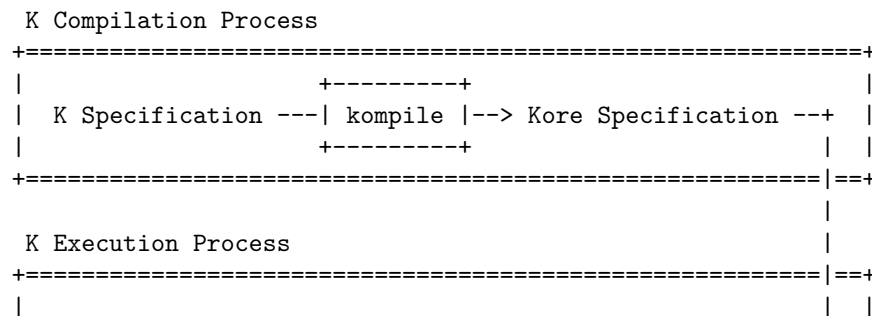 K Compilation Process
+============================================================+
|                     +---------+                            |
|  K Specification ---| kompile |--> Kore Specification --+  |
|                     +---------+                         |  |
+=========================================================|==+
                                                          |
K Execution Process                                       |
+=========================================================|==+
|                                                         |  |